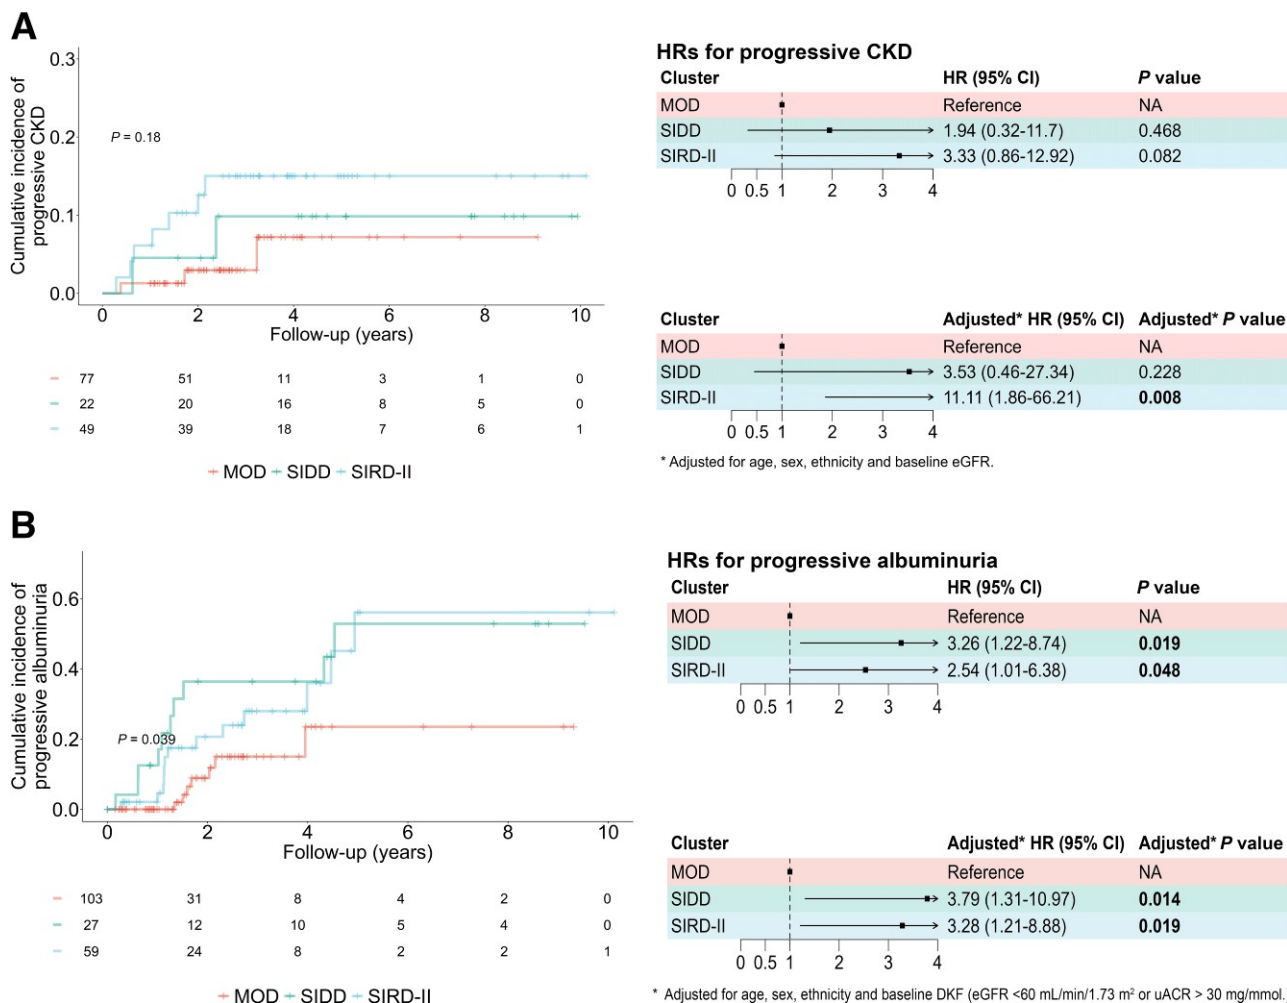 A
Cumulative incidence of
progressive CKD
0.3
0.2
0.1
0.0
P = 0.18
0 2 4 6 8 10
Follow-up (years)
77 51 11 3 1 0
22 20 16 8 5 0
49 39 18 7 6 1
MOD SIDD SIRD-II
HRs for progressive CKD
Cluster HR (95% CI) P value
MOD Reference NA
SIDD 1.94 (0.32-11.7) 0.468
SIRD-II 3.33 (0.86-12.92) 0.082
0 0.5 1 2 3 4
Cluster Adjusted* HR (95% CI) Adjusted* P value
MOD Reference NA
SIDD 3.53 (0.46-27.34) 0.228
SIRD-II 11.11 (1.86-66.21) 0.008
0 0.5 1 2 3 4
* Adjusted for age, sex, ethnicity and baseline eGFR.
B
Cumulative incidence of
progressive albuminuria
0.6
0.4
0.2
0.0
P = 0.039
0 2 4 6 8 10
Follow-up (years)
103 31 8 4 2 0
27 12 10 5 4 0
59 24 8 2 2 1
MOD SIDD SIRD-II
HRs for progressive albuminuria
Cluster HR (95% CI) P value
MOD Reference NA
SIDD 3.26 (1.22-8.74) 0.019
SIRD-II 2.54 (1.01-6.38) 0.048
0 0.5 1 2 3 4
Cluster Adjusted* HR (95% CI) Adjusted* P value
MOD Reference NA
SIDD 3.79 (1.31-10.97) 0.014
SIRD-II 3.28 (1.21-8.88) 0.019
0 0.5 1 2 3 4
* Adjusted for age, sex, ethnicity and baseline DKF (eGFR <60 mL/min/1.73 m² or uACR > 30 mg/mmol.